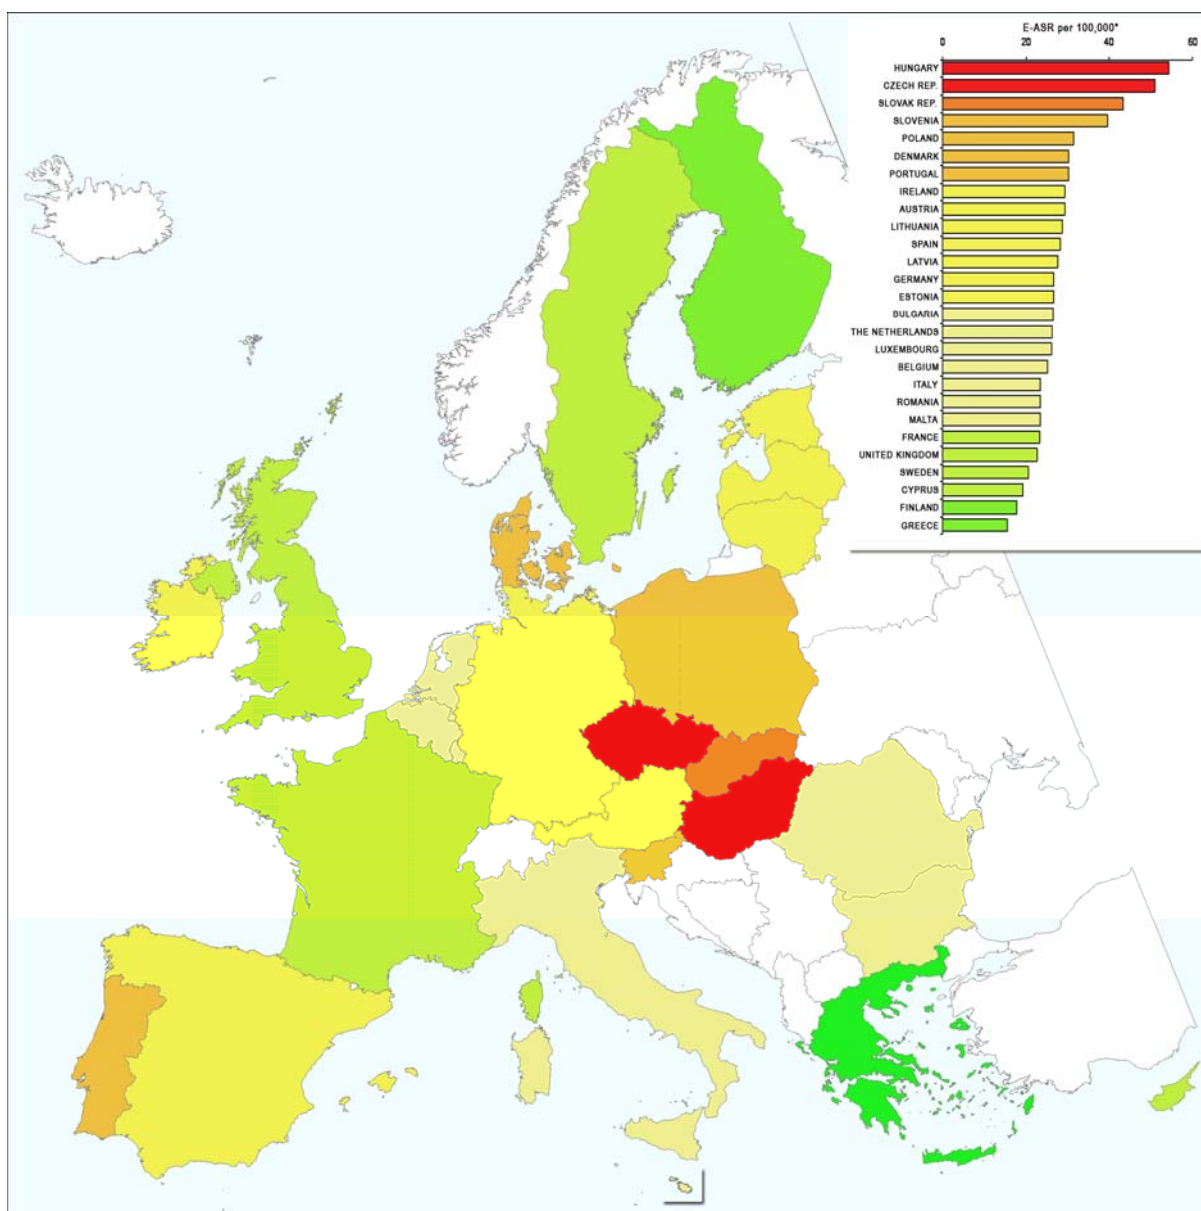 E-ASR per 100,000*
0 20 40 60
HUNGARY
CZECH REP.
SLOVAK REP.
SLOVENIA
POLAND
DENMARK
PORTUGAL
IRELAND
AUSTRIA
LITHUANIA
SPAIN
LATVIA
GERMANY
ESTONIA
BULGARIA
THE NETHERLANDS
LUXEMBOURG
BELGIUM
ITALY
ROMANIA
MALTA
FRANCE
UNITED KINGDOM
SWEDEN
CYPRUS
FINLAND
GREECE